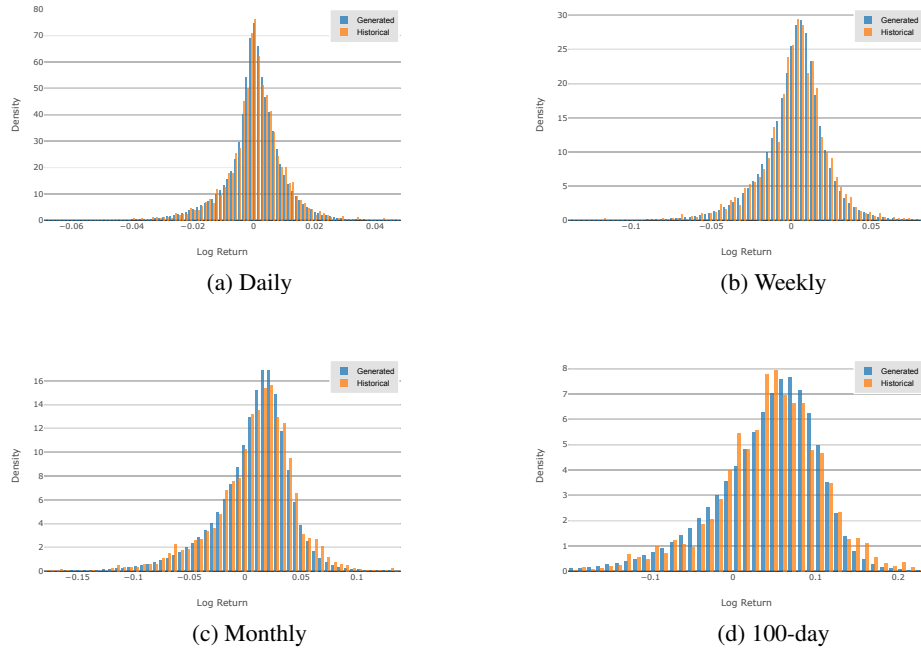 80
70
60
50
40
30
20
10
0
Density
−0.06
−0.04
−0.02
0
0.02
0.04
Log Return
Generated
Historical
(a) Daily
30
25
20
15
10
5
0
Density
−0.1
−0.05
0
0.05
Log Return
Generated
Historical
(b) Weekly
16
14
12
10
8
6
4
2
0
Density
−0.15
−0.1
−0.05
0
0.05
0.1
Log Return
Generated
Historical
(c) Monthly
8
7
6
5
4
3
2
1
0
Density
−0.1
0
0.1
0.2
Log Return
Generated
Historical
(d) 100-day